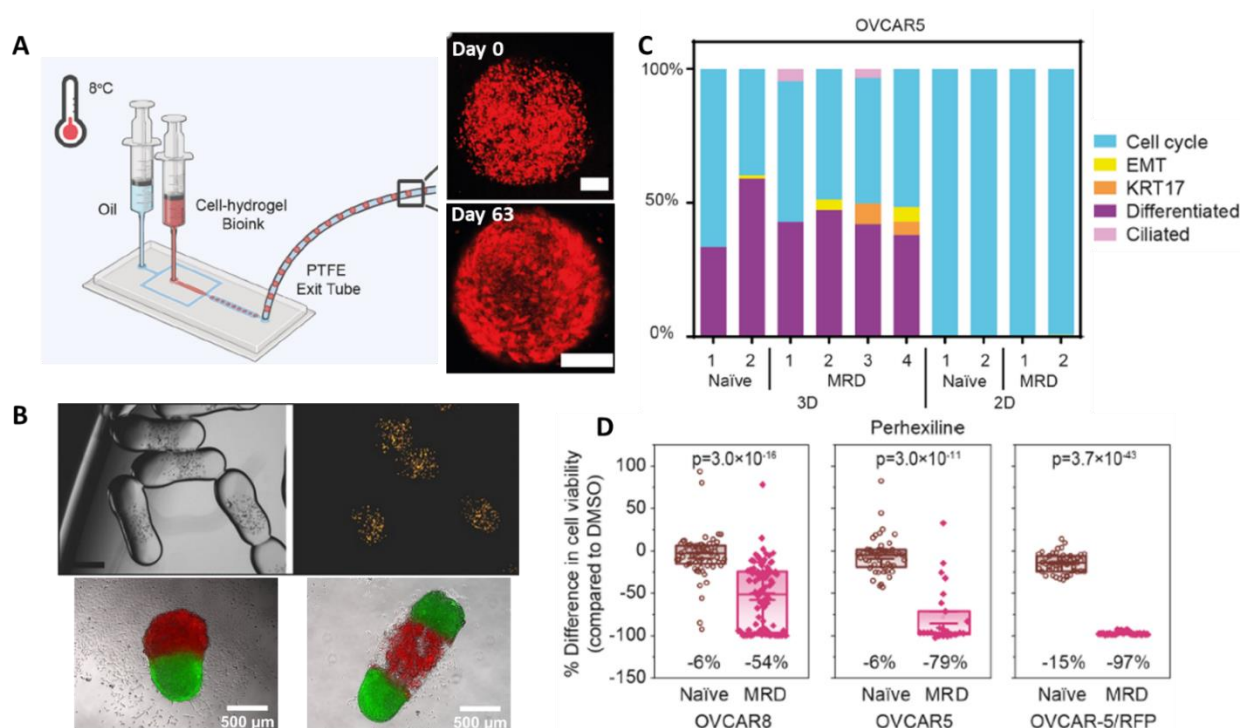 A
8°C
Oil
Cell-hydrogel
Bioink
PTFE
Exit Tube
Day 0
Day 63
B
500 µm
500 µm
C
OVCAR5
100%
50%
0%
1 2 1 2 3 4 1 2 1 2
Naïve MRD Naïve MRD
3D 2D
Cell cycle
EMT
KRT17
Differentiated
Ciliated
D
Perhexiline
% Difference in cell viability
(compared to DMSO)
100
50
0
-50
-100
-150
p=3.0×10⁻¹⁶
p=3.0×10⁻¹¹
p=3.7×10⁻⁴³
-6% -54% -6% -79% -15% -97%
Naïve MRD Naïve MRD Naïve MRD
OVCAR8 OVCAR5 OVCAR-5/RFP